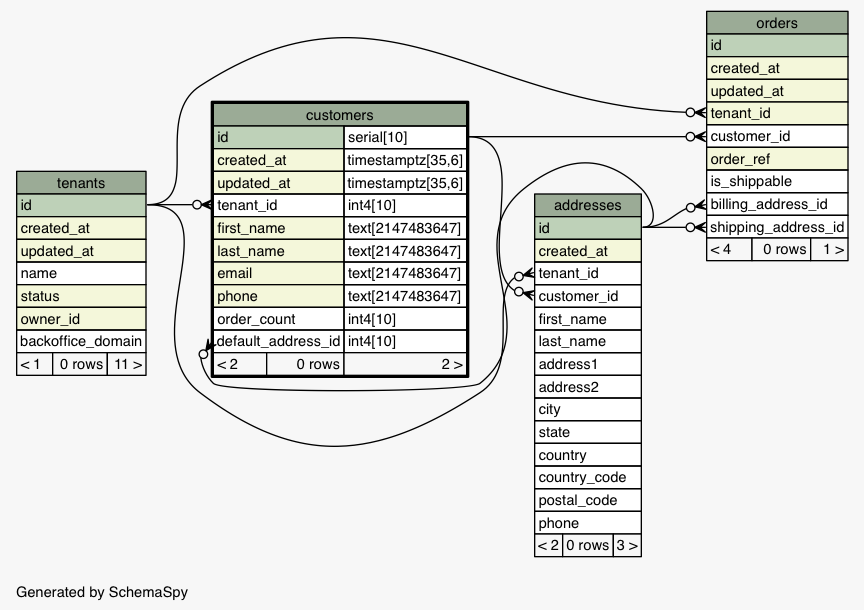 tenants
id
created_at
updated_at
name
status
owner_id
backoffice_domain
< 1 0 rows 11 >
customers
id serial[10]
created_at timestamptz[35,6]
updated_at timestamptz[35,6]
tenant_id int4[10]
first_name text[2147483647]
last_name text[2147483647]
email text[2147483647]
phone text[2147483647]
order_count int4[10]
default_address_id int4[10]
< 2 0 rows 2 >
addresses
id
created_at
tenant_id
customer_id
first_name
last_name
address1
address2
city
state
country
country_code
postal_code
phone
< 2 0 rows 3 >
orders
id
created_at
updated_at
tenant_id
customer_id
order_ref
is_shippable
billing_address_id
shipping_address_id
< 4 0 rows 1 >
Generated by SchemaSpy